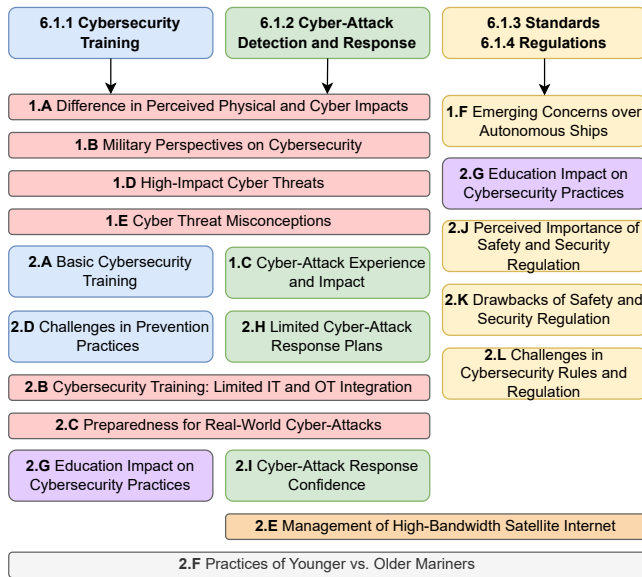 6.1.1 Cybersecurity
Training
6.1.2 Cyber-Attack
Detection and Response
6.1.3 Standards
6.1.4 Regulations
1.A Difference in Perceived Physical and Cyber Impacts
1.B Military Perspectives on Cybersecurity
1.D High-Impact Cyber Threats
1.E Cyber Threat Misconceptions
1.F Emerging Concerns over
Autonomous Ships
2.G Education Impact on
Cybersecurity Practices
2.J Perceived Importance of
Safety and Security
Regulation
2.A Basic Cybersecurity
Training
1.C Cyber-Attack Experience
and Impact
2.K Drawbacks of Safety and
Security Regulation
2.D Challenges in Prevention
Practices
2.H Limited Cyber-Attack
Response Plans
2.L Challenges in
Cybersecurity Rules and
Regulation
2.B Cybersecurity Training: Limited IT and OT Integration
2.C Preparedness for Real-World Cyber-Attacks
2.G Education Impact on
Cybersecurity Practices
2.I Cyber-Attack Response
Confidence
2.E Management of High-Bandwidth Satellite Internet
2.F Practices of Younger vs. Older Mariners